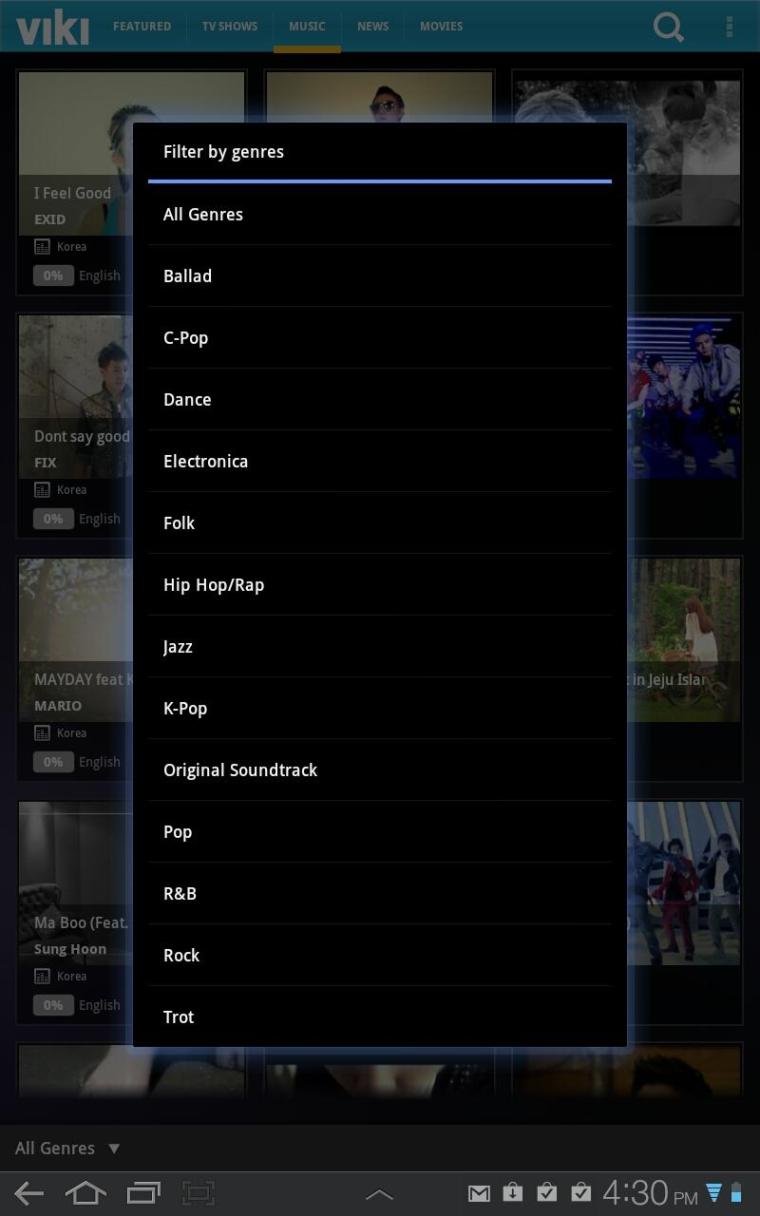 viki
FEATURED
TV SHOWS
MUSIC
NEWS
MOVIES
Filter by genres
All Genres
Ballad
C-Pop
Dance
Electronica
Folk
Hip Hop/Rap
Jazz
K-Pop
Original Soundtrack
Pop
R&B
Rock
Trot
I Feel Good
EXID
Korea
0% English
Dont say good
FIX
Korea
0% English
MAYDAY feat K
MARIO
Korea
0% English
t in Jeju Islan
Ma Boo (Feat.
Sung Hoon
Korea
0% English
All Genres
4:30 PM